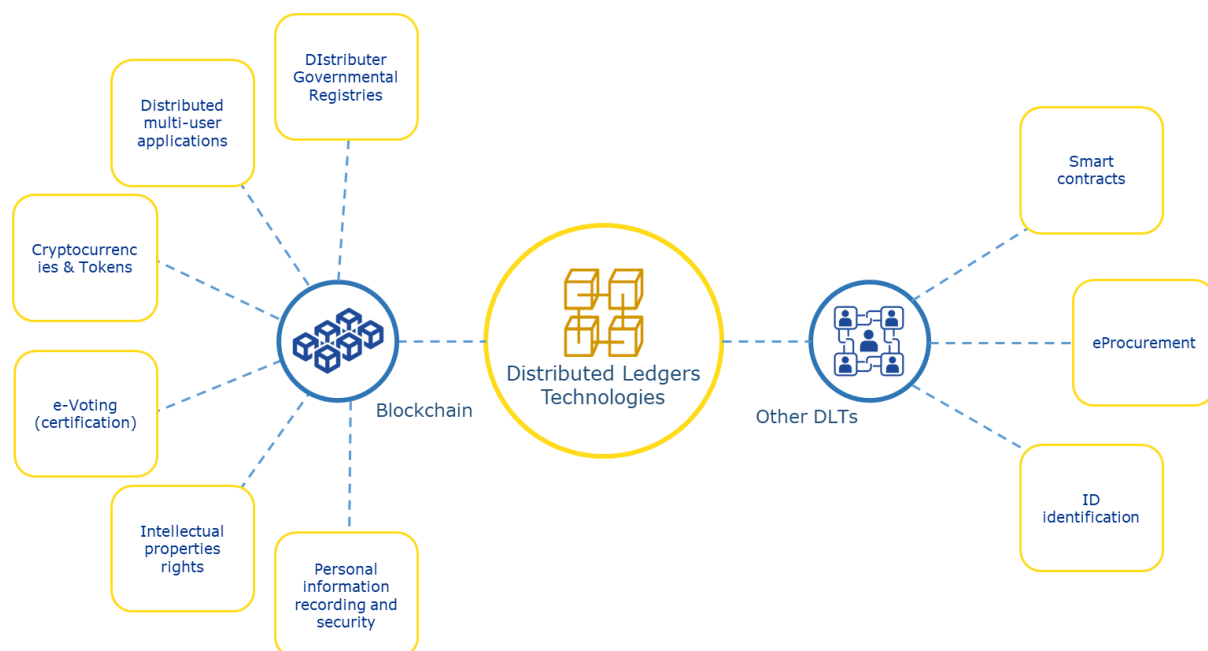 DIstributer
Governmental
Registries
Distributed
multi-user
applications
Cryptocurrenc
ies & Tokens
e-Voting
(certification)
Intellectual
properties
rights
Personal
information
recording and
security
Blockchain
Distributed Ledgers
Technologies
Other DLTs
Smart
contracts
eProcurement
ID
identification